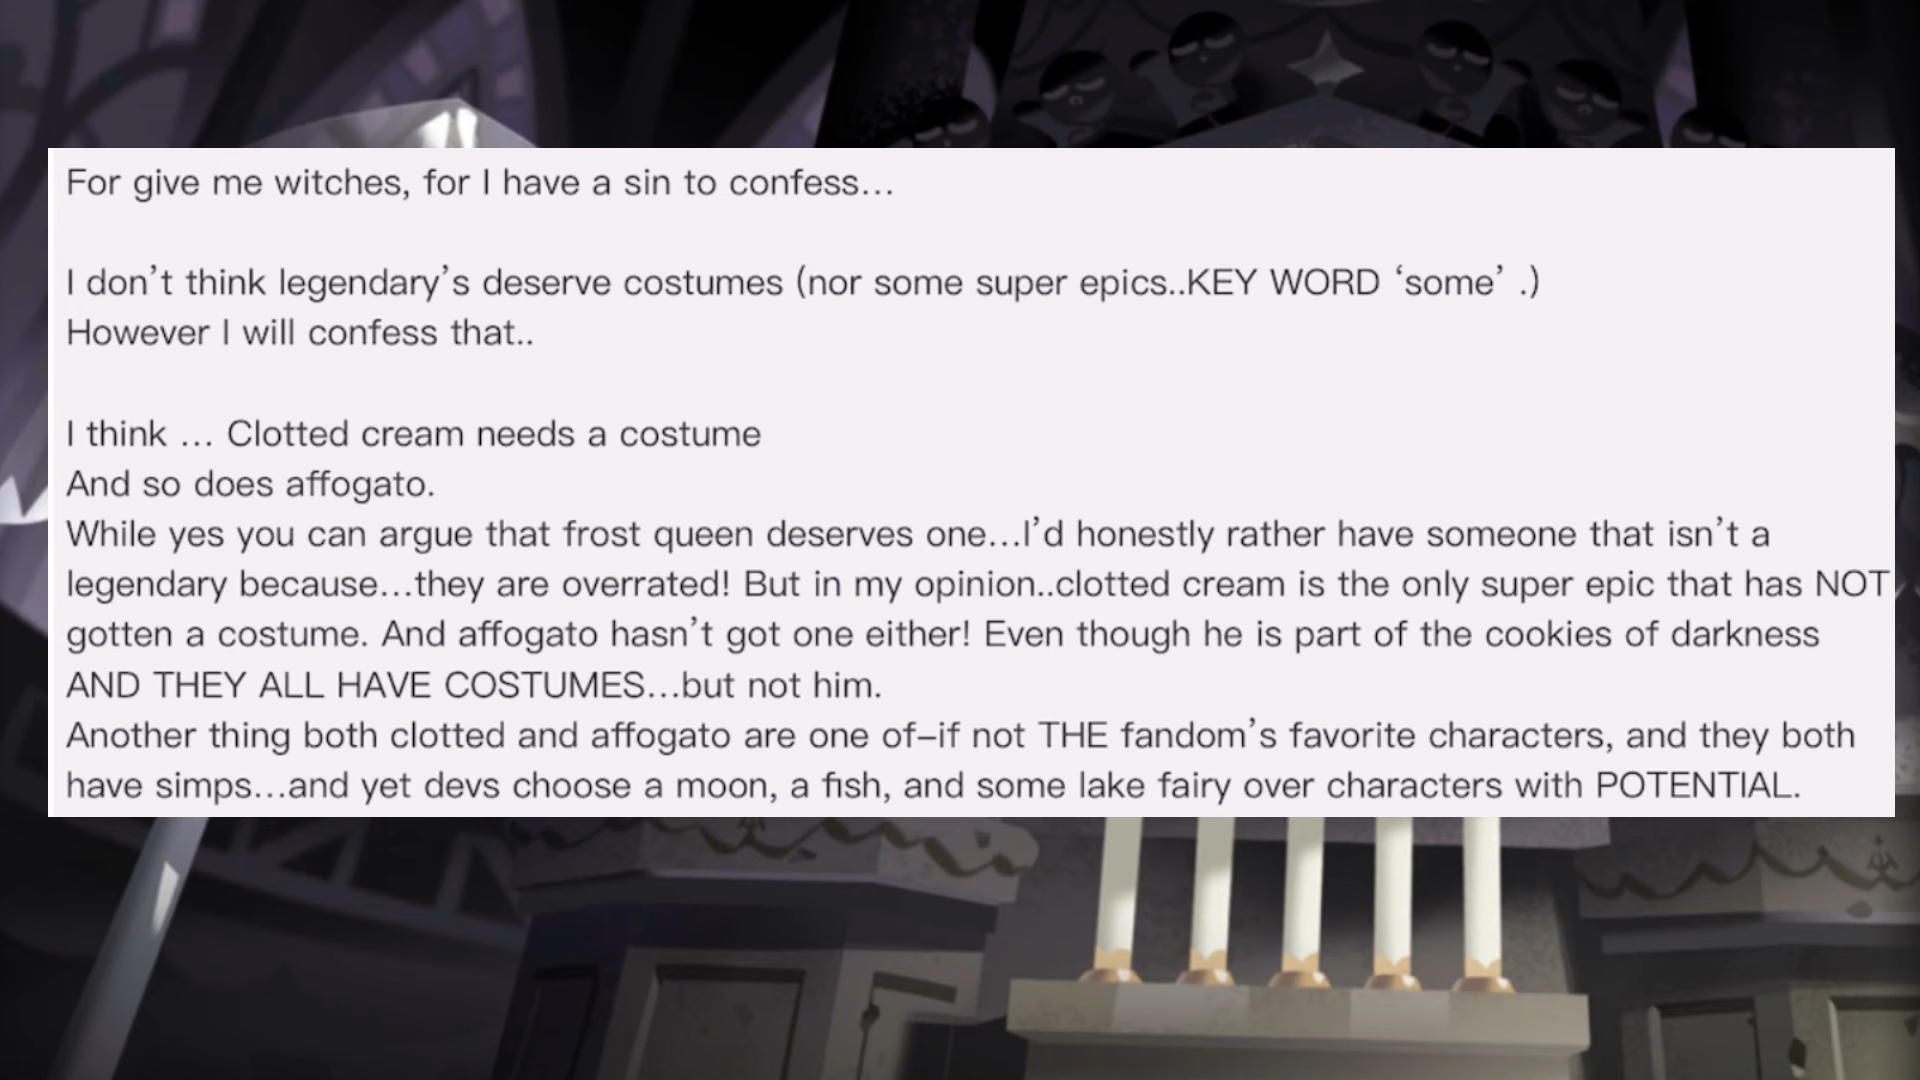 For give me witches, for I have a sin to confess...
I don't think legendary's deserve costumes (nor some super epics..KEY WORD 'some' .)
However I will confess that..
I think ... Clotted cream needs a costume
And so does affogato.
While yes you can argue that frost queen deserves one...I'd honestly rather have someone that isn't a
legendary because...they are overrated! But in my opinion..clotted cream is the only super epic that has NOT
gotten a costume. And affogato hasn't got one either! Even though he is part of the cookies of darkness
AND THEY ALL HAVE COSTUMES...but not him.
Another thing both clotted and affogato are one of–if not THE fandom's favorite characters, and they both
have simps...and yet devs choose a moon, a fish, and some lake fairy over characters with POTENTIAL.